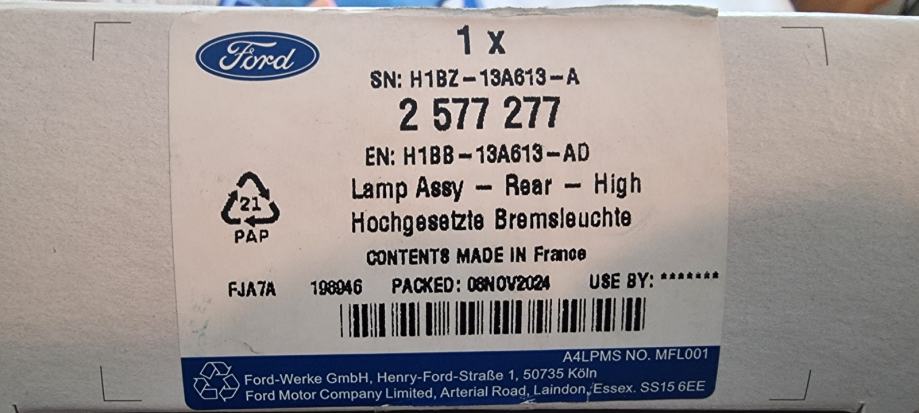 Ford
1 x
SN: H1BZ-13A613-A
2 577 277
EN: H1BB-13A613-AD
Lamp Assy - Rear - High
Hochgesetzte Bremsleuchte
21
PAP
CONTENTS MADE IN France
FJA7A 198946 PACKED: 08NOV2024 USE BY: *******
A4LPMS NO. MFL001
Ford-Werke GmbH, Henry-Ford-Straße 1, 50735 Köln
Ford Motor Company Limited, Arterial Road, Laindon, Essex. SS15 6EE